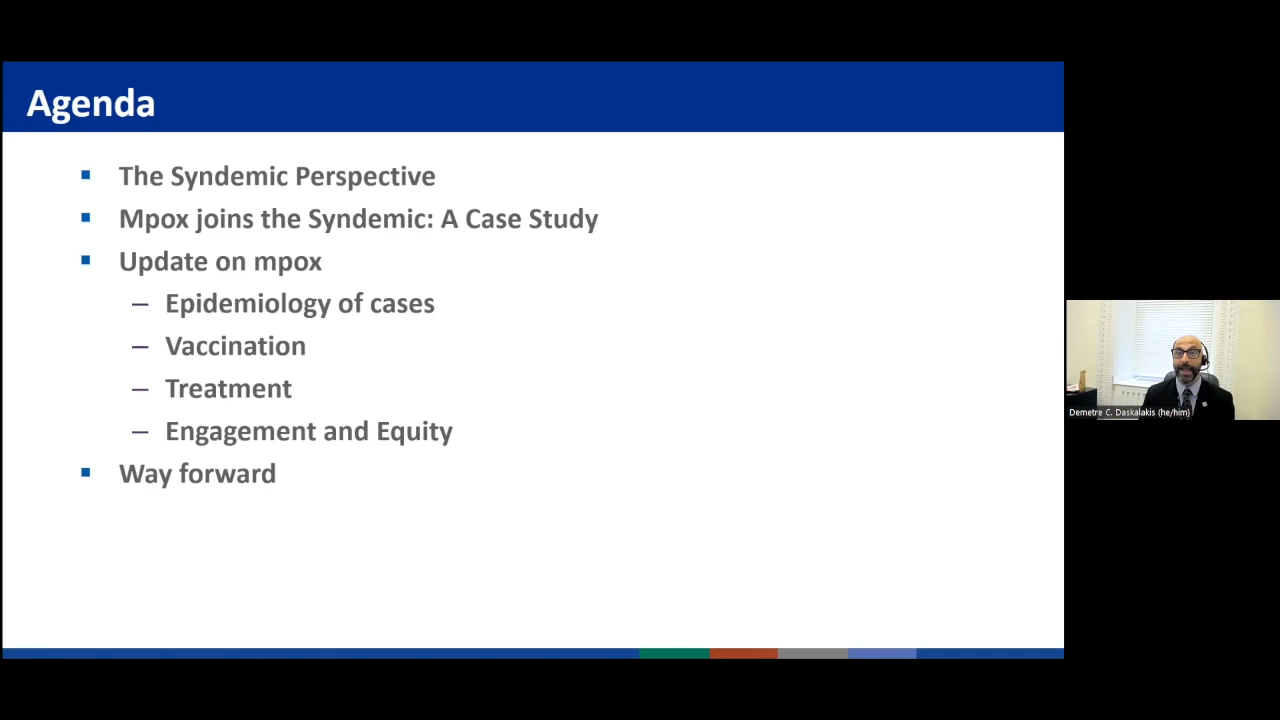 Agenda
▪ The Syndemic Perspective
▪ Mpox joins the Syndemic: A Case Study
▪ Update on mpox
– Epidemiology of cases
– Vaccination
– Treatment
– Engagement and Equity
▪ Way forward
Demetre C. Daskalakis (he/him)